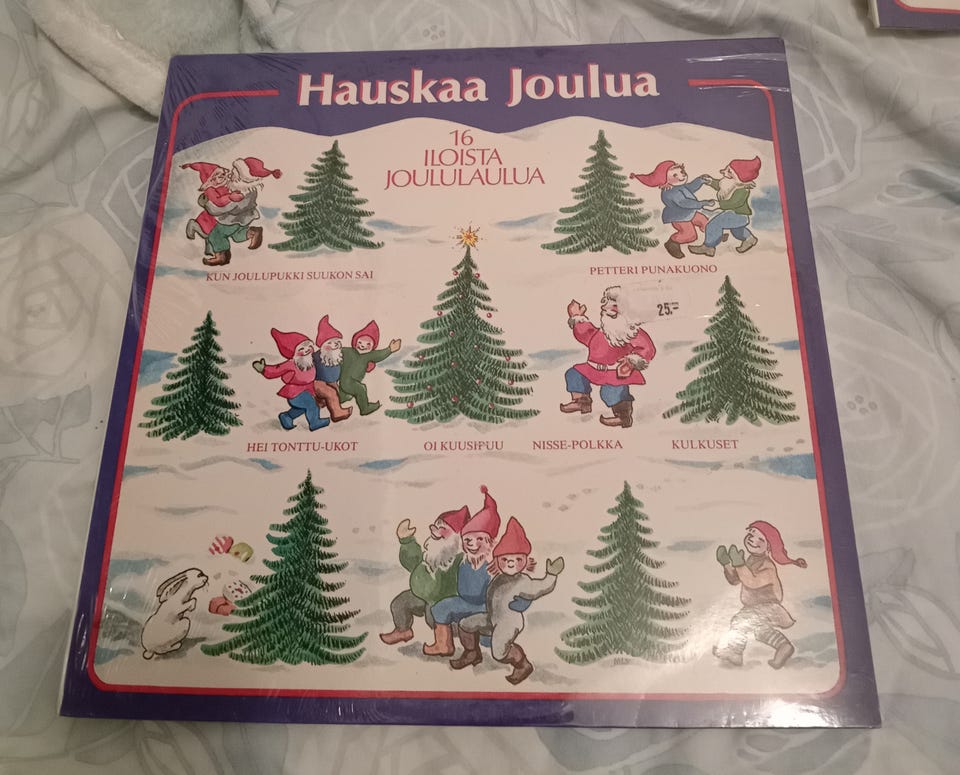 Hauskaa Joulua
16
ILOISTA
JOULULAULUA
KUN JOULUPUKKI SUUKON SAI
PETTERI PUNAKUONO
25:-
HEI TONTTU-UKOT
OI KUUSIPUU
NISSE-POLKKA
KULKUSET